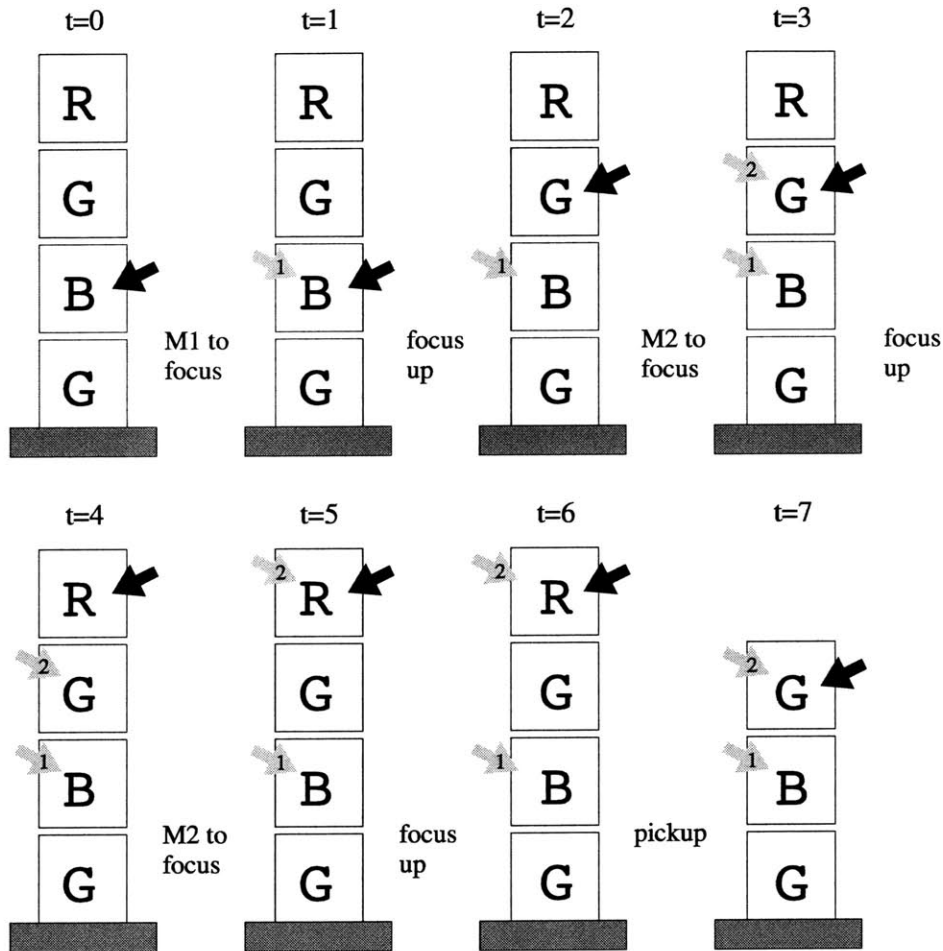 t=0 t=1 t=2 t=3
R R R R
2
G G G G
1 1 1
B B B B
M1 to focus up M2 to focus
focus up focus up
G G G G
t=4 t=5 t=6 t=7
2 2
R R R
2 2
G G G G
1 1 1 1
B B B B
M2 to focus pickup
focus up
G G G G